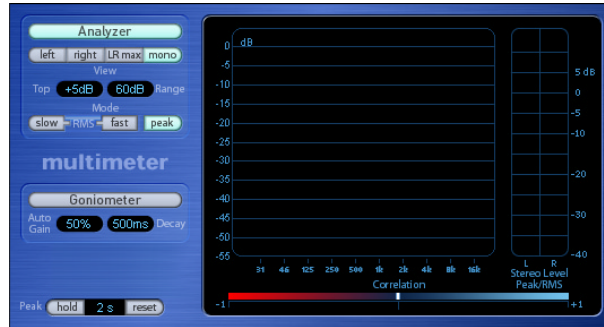 Analyzer
left right LRmax mono
View
Top +5dB 60dB Range
Mode
slow RMS fast peak
multimeter
Goniometer
Auto Gain 50% 500ms Decay
Peak hold 2 s reset
dB
0
-5
-10
-15
-20
-25
-30
-35
-40
-45
-50
-55
31 46 125 250 500 1k 2k 4k 8k 16k
Correlation
-1 +1
5 dB
0
-5
-10
-20
-30
-40
L R
Stereo Level
Peak/RMS